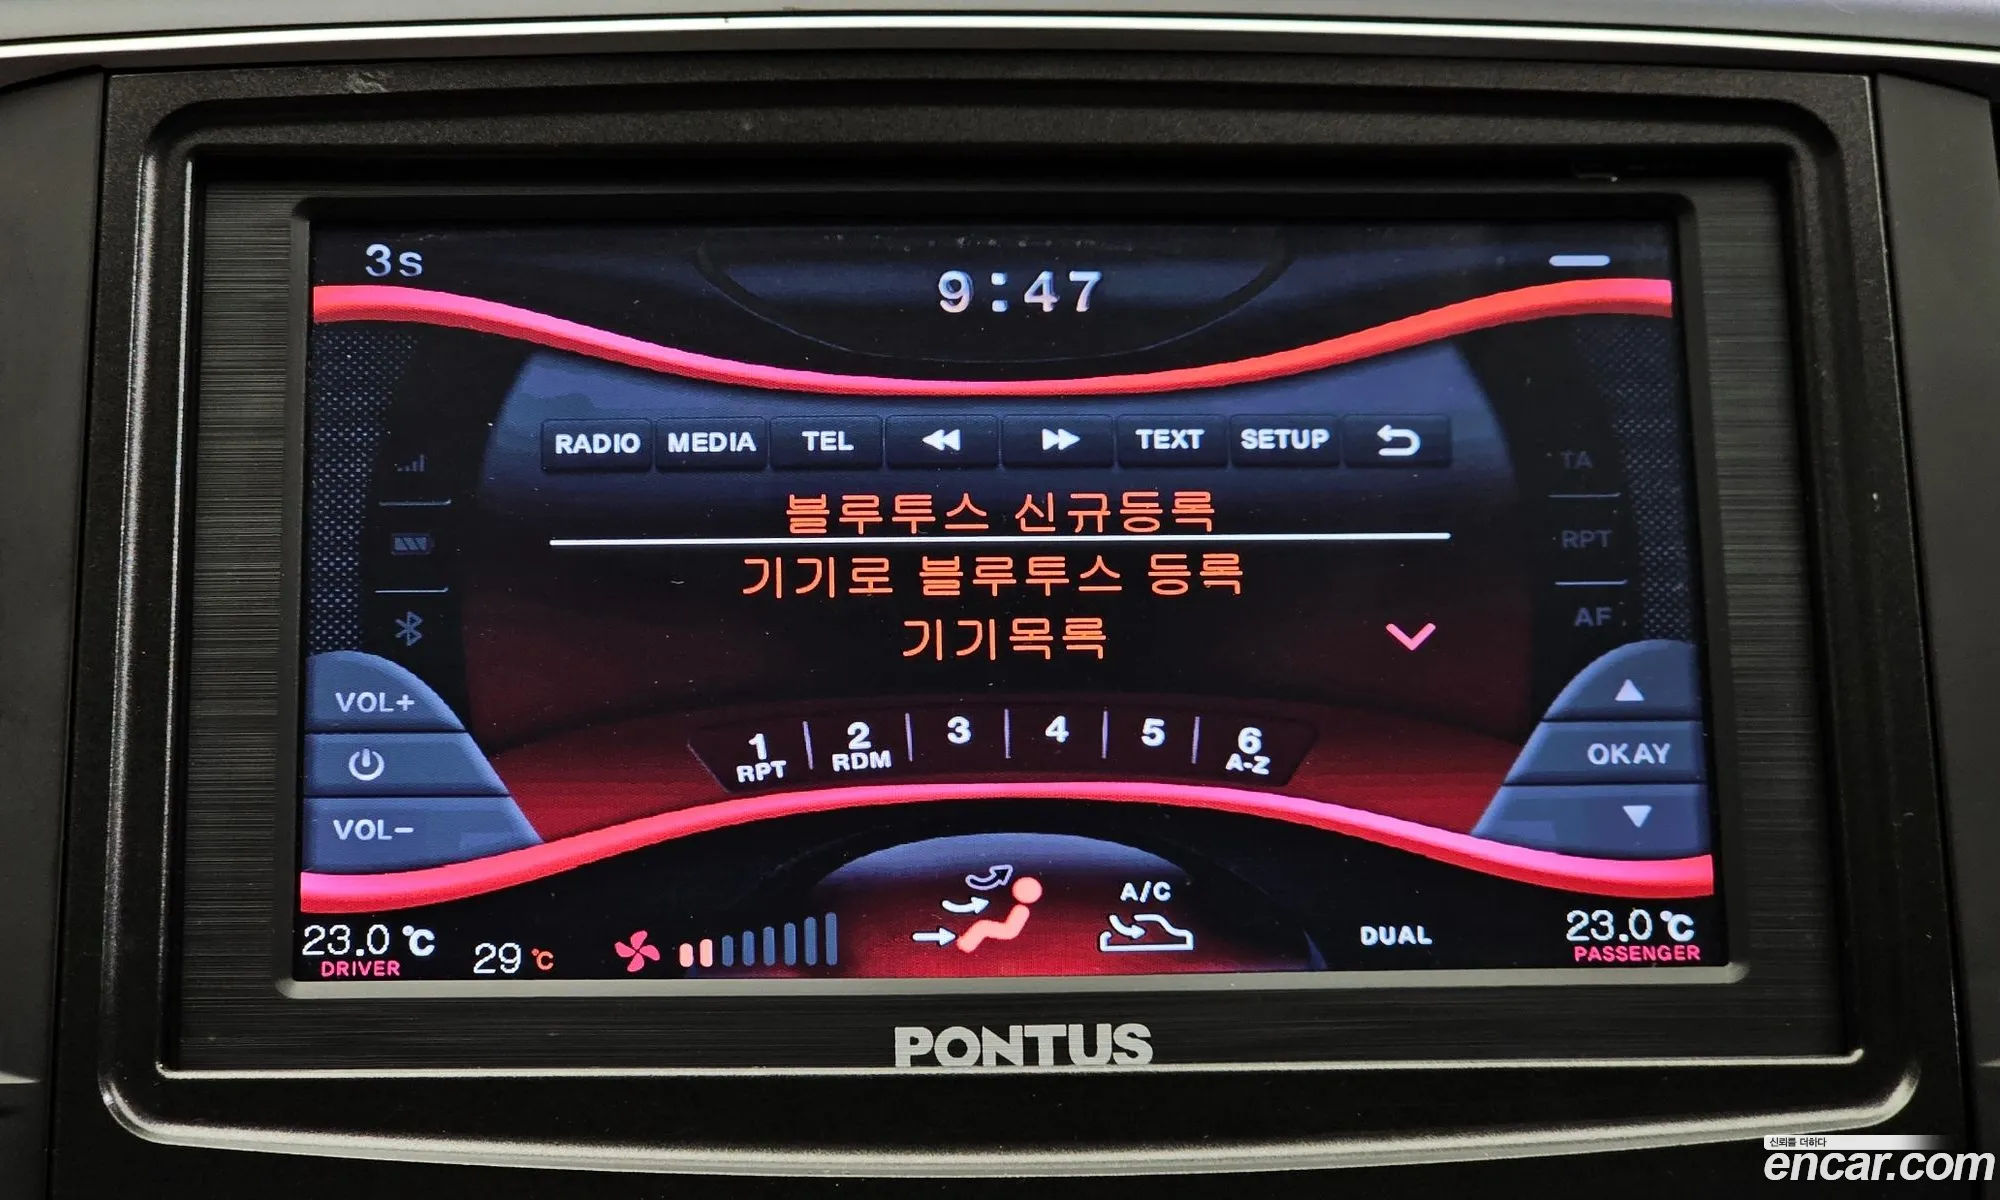 3s
9:47
RADIO MEDIA TEL TEXT SETUP
블루투스 신규등록
기기로 블루투스 등록
기기목록
TA
RPT
AF
VOL+
VOL-
OKAY
1 2 3 4 5 6
RPT RDM A-Z
A/C
DUAL
23.0 ℃
DRIVER
29 ℃
23.0 ℃
PASSENGER
PONTUS
신뢰를 더하다
encar.com